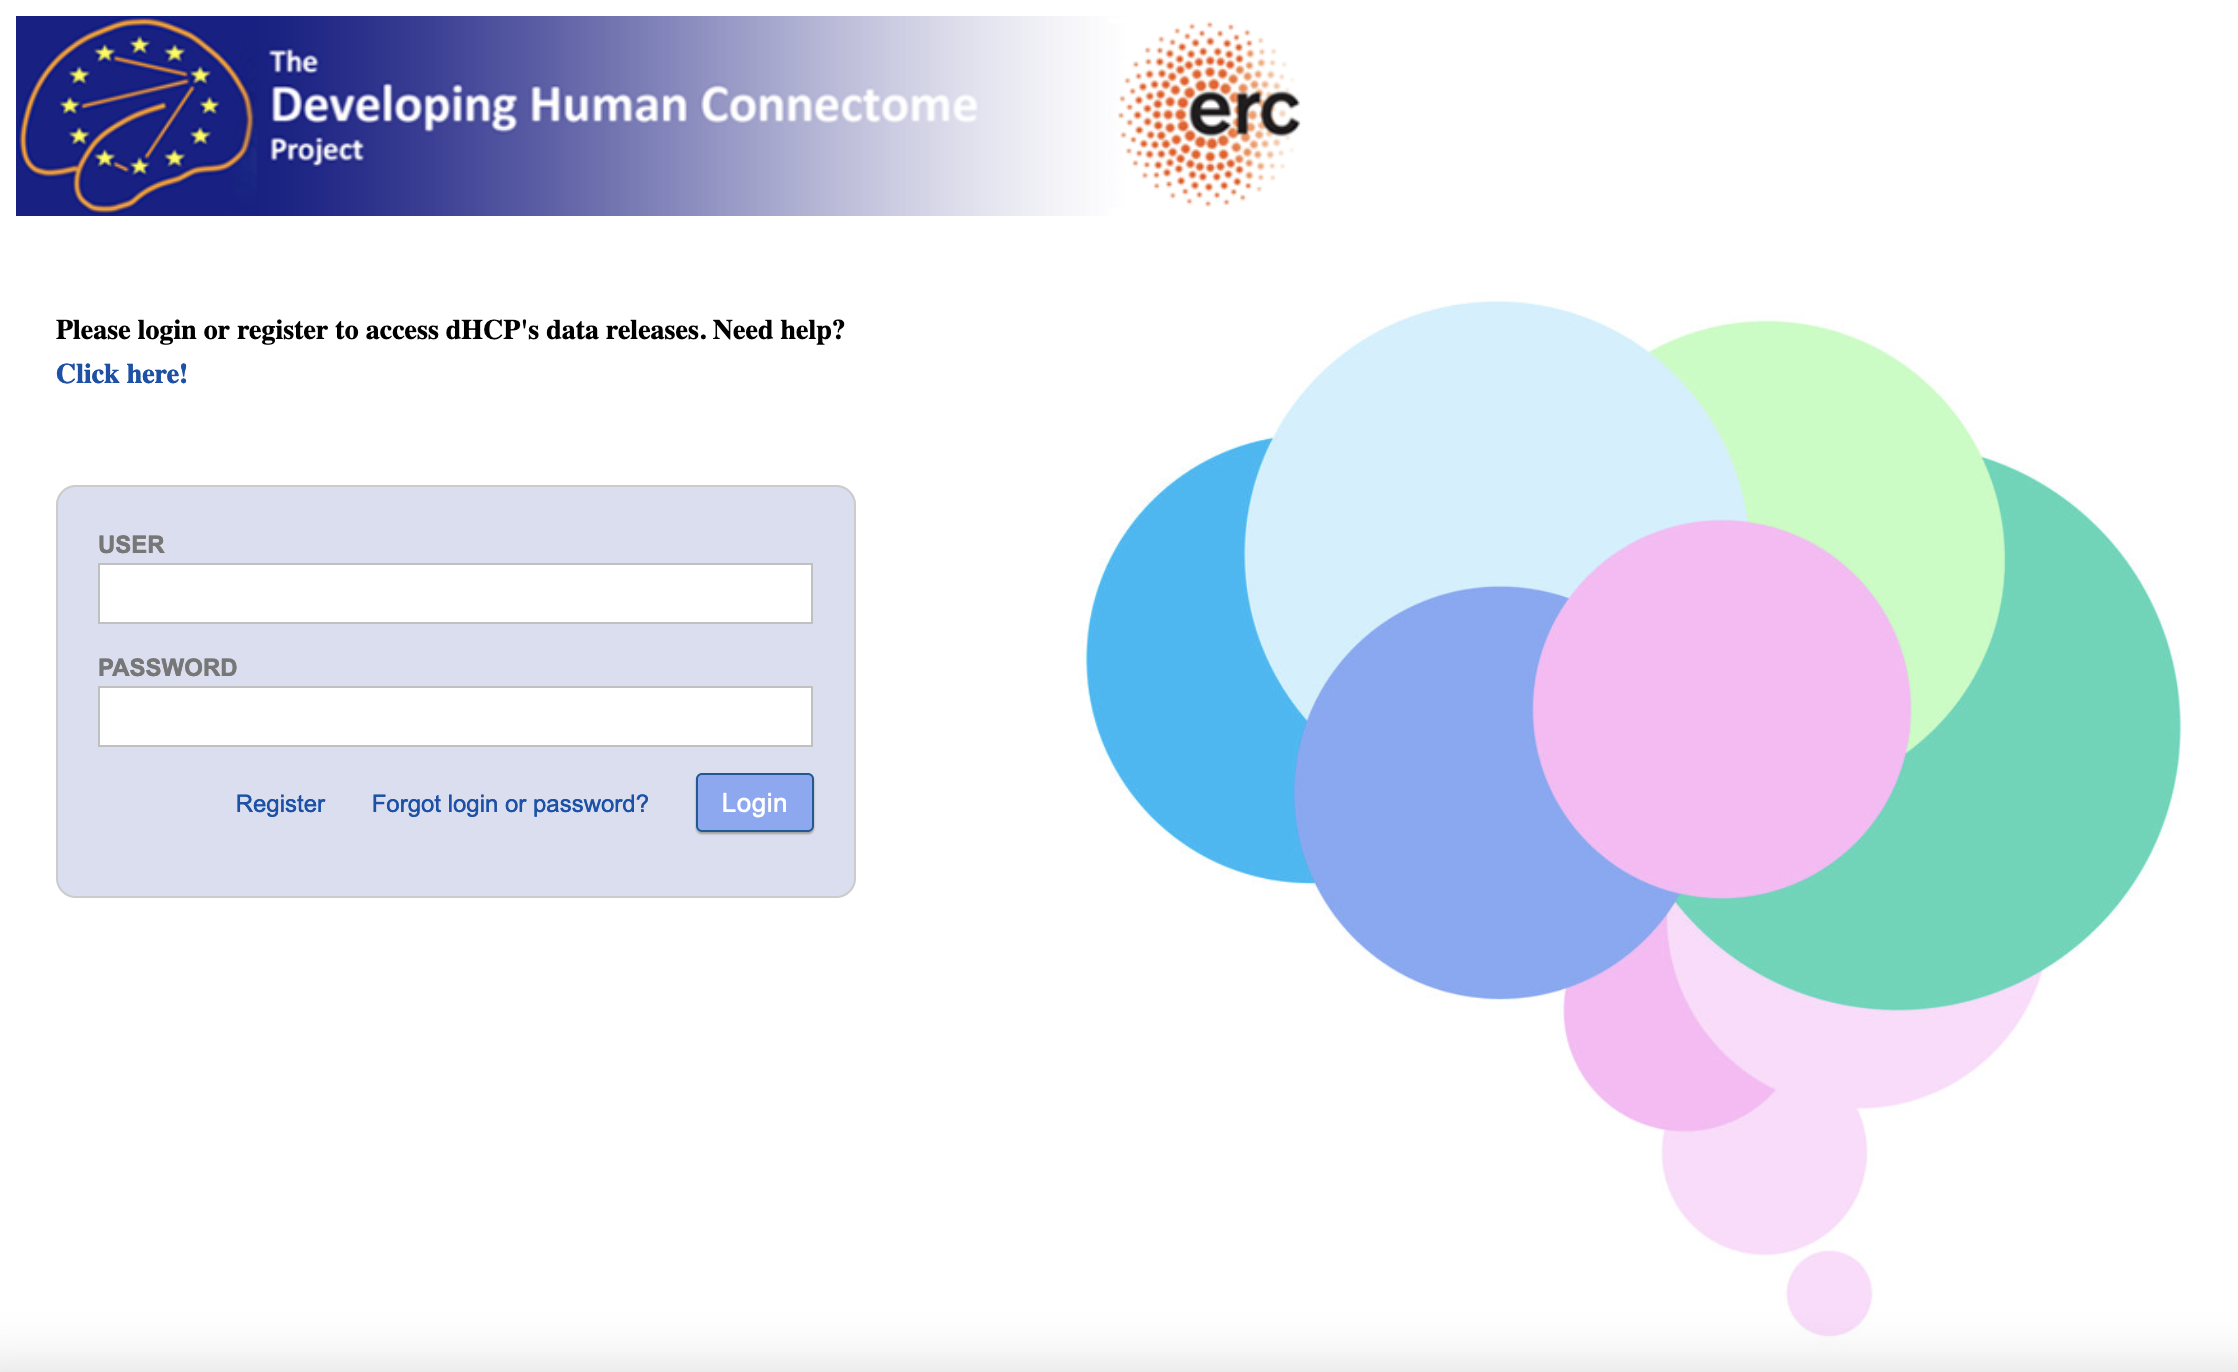 The
Developing Human Connectome
Project
erc
Please login or register to access dHCP's data releases. Need help?
Click here!
USER
PASSWORD
Register Forgot login or password? Login